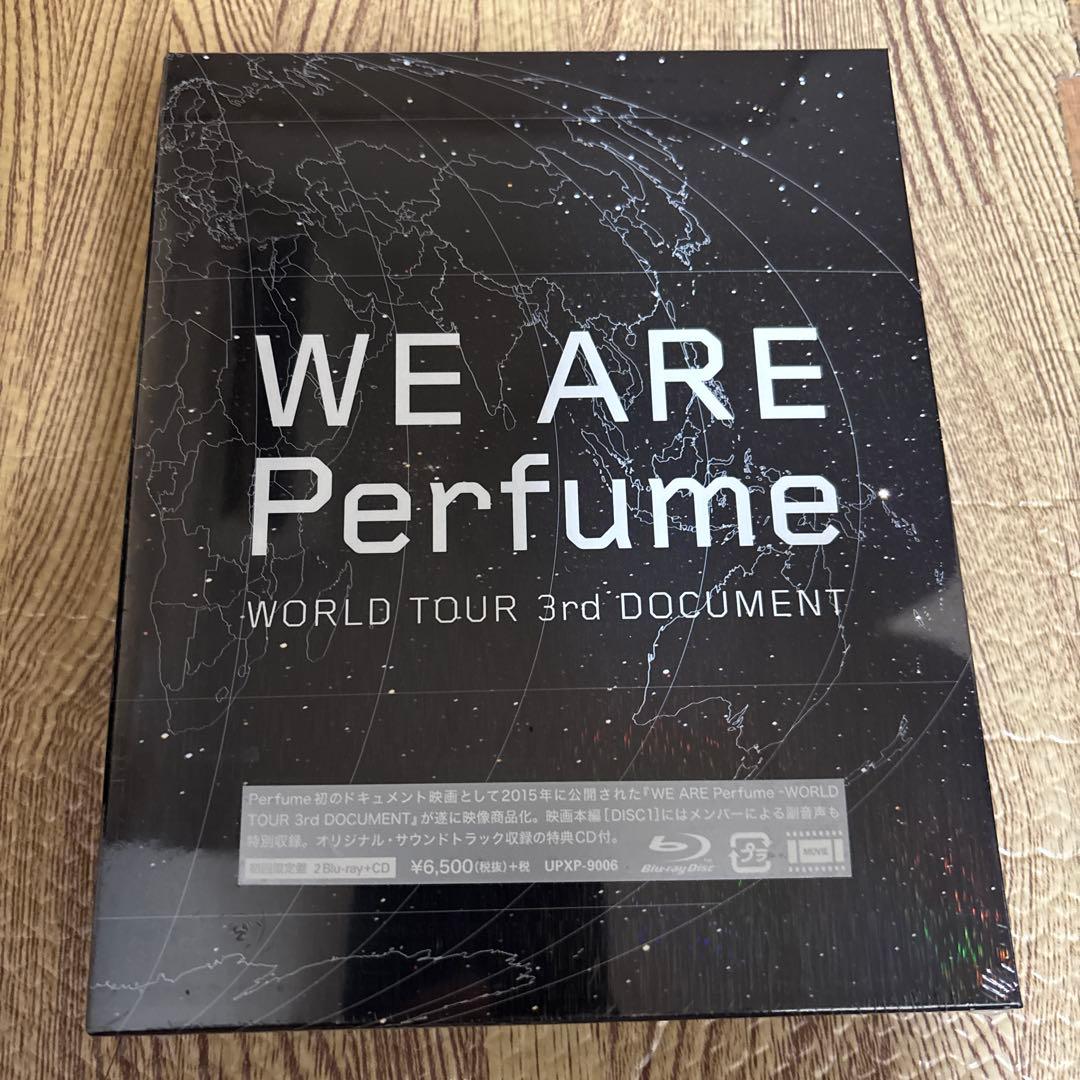 WE ARE
Perfume
WORLD TOUR 3rd DOCUMENT
Perfume初のドキュメント映画として2015年に公開された『WE ARE Perfume -WORLD
TOUR 3rd DOCUMENT』が遂に映像商品化。映画本編[DISC1]にはメンバーによる副音声も
特別収録。オリジナル・サウンドトラック収録の特典CD付。
初回限定盤 2Blu-ray+CD ¥6,500(税抜)+税 UPXP-9006 Blu-ray Disc プラ MOVIE